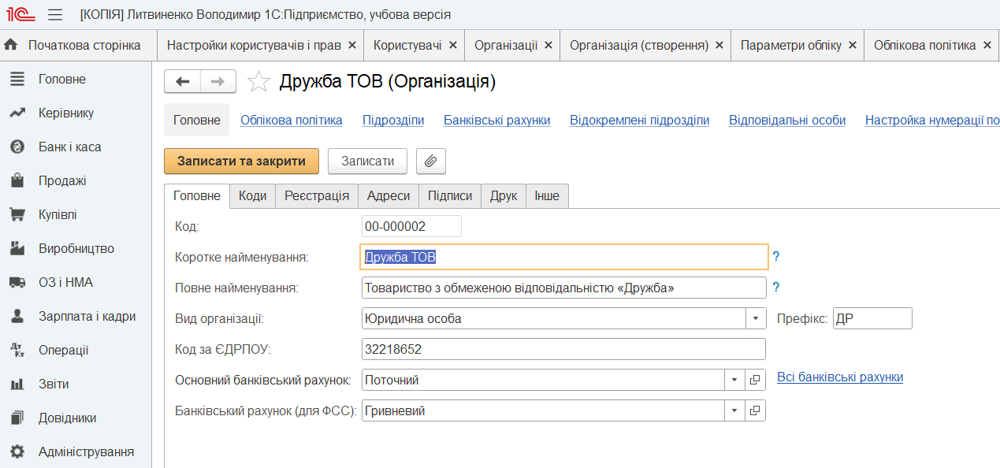 1С [КОПІЯ] Литвиненко Володимир 1С:Підприємство, учбова версія
Початкова сторінка Настройки користувачів і прав Користувачі Організації Організація (створення) Параметри обліку Облікова політика
Головне
Керівнику
Банк і каса
Продажі
Купівлі
Виробництво
ОЗ і НМА
Зарплата і кадри
Операції
Звіти
Довідники
Адміністрування
Дружба ТОВ (Організація)
Головне Облікова політика Підрозділи Банківські рахунки Відокремлені підрозділи Відповідальні особи Настройка нумерації по
Записати та закрити Записати
Головне Коди Реєстрація Адреси Підписи Друк Інше
Код: 00-000002
Коротке найменування: Дружба ТОВ ?
Повне найменування: Товариство з обмеженою відповідальністю «Дружба» ?
Вид організації: Юридична особа Префікс: ДР
Код за ЄДРПОУ: 32218652
Основний банківський рахунок: Поточний Всі банківські рахунки
Банківський рахунок (для ФСС): Гривневий